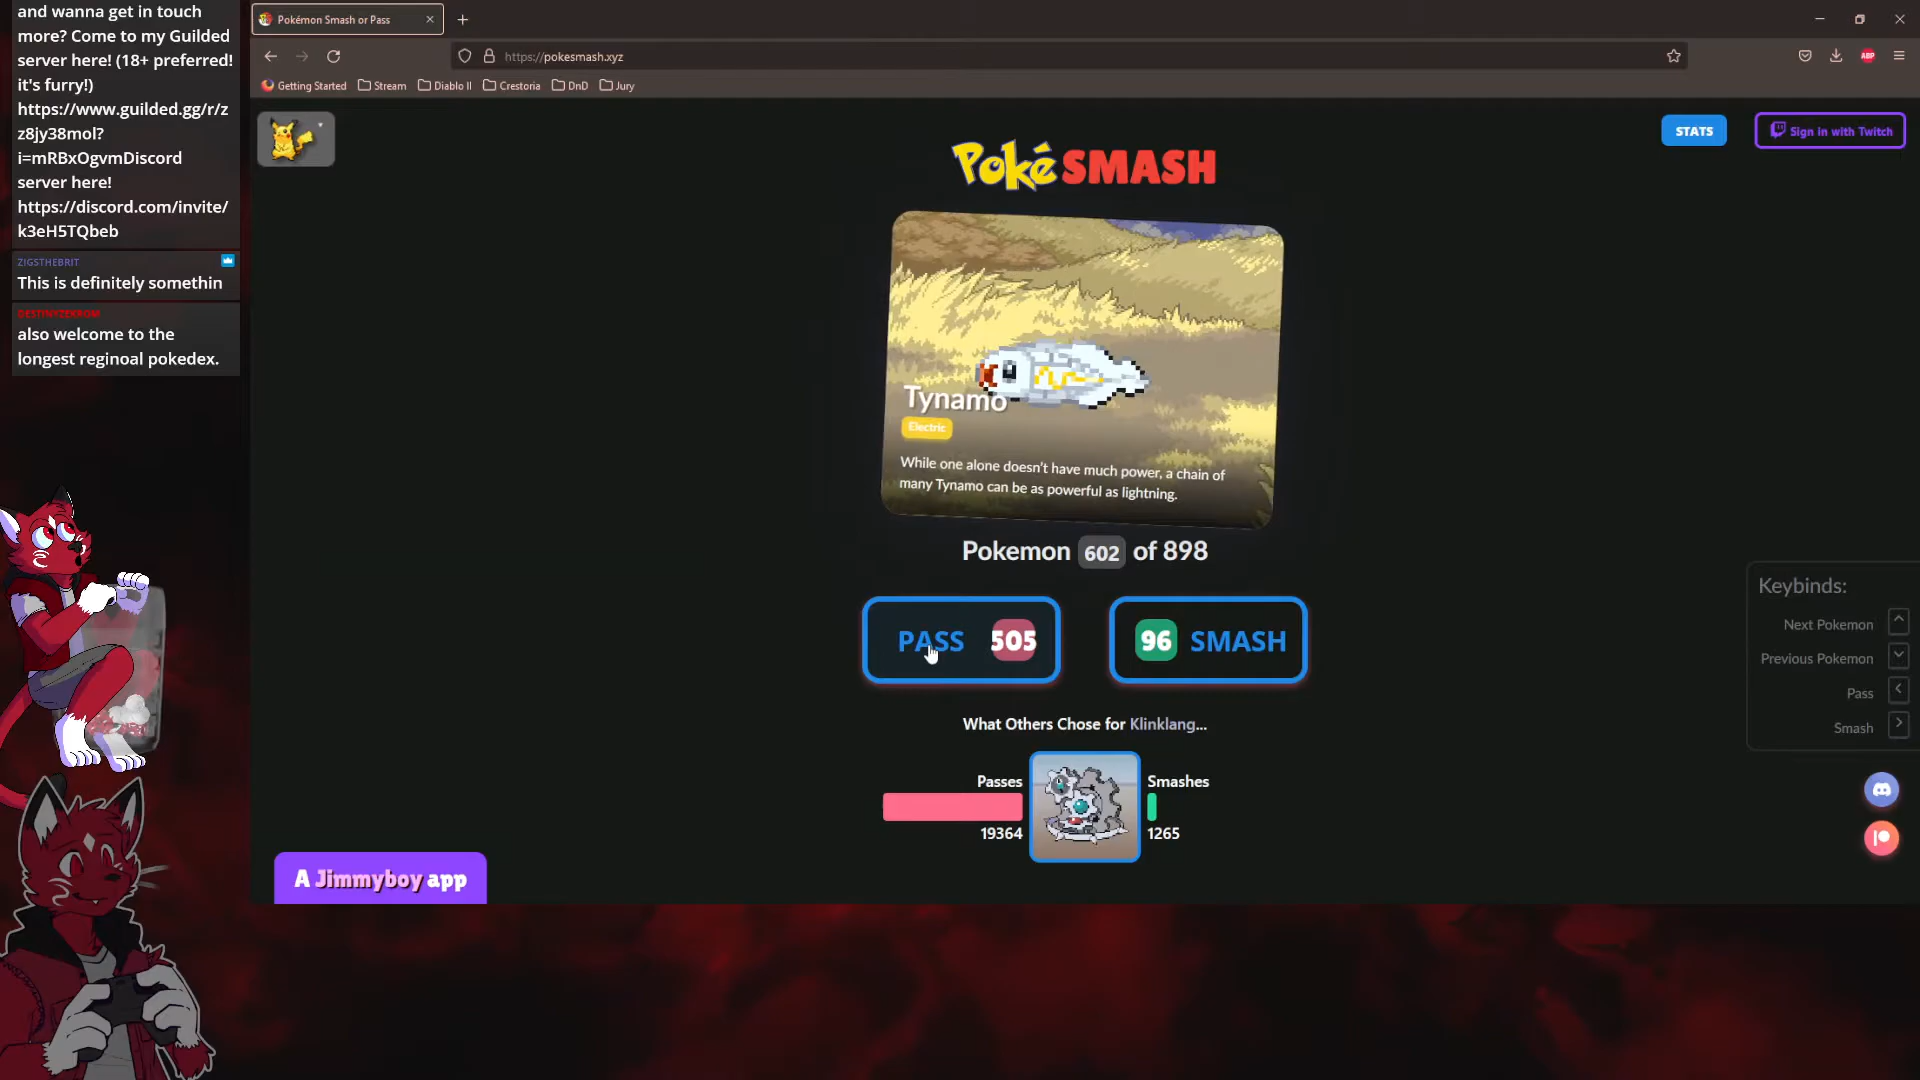 and wanna get in touch
more? Come to my Guilded
server here! (18+ preferred!
it's furry!)
https://www.guilded.gg/r/z
z8jy38mol?
i=mRBxOgvmDiscord
server here!
https://discord.com/invite/
k3eH5TQbeb
ZIGSTHEBRIT
This is definitely somethin
DESTINYZEKROM
also welcome to the
longest reginoal pokedex.
Pokémon Smash or Pass
https://pokesmash.xyz
ABP
Getting Started
Stream
Diablo II
Crestoria
DnD
Jury
STATS
Sign in with Twitch
Poké SMASH
Tynamo
Electric
While one alone doesn't have much power, a chain of
many Tynamo can be as powerful as lightning.
Pokemon 602 of 898
PASS 505
96 SMASH
What Others Chose for Klinklang...
Passes
19364
Smashes
1265
Keybinds:
Next Pokemon
Previous Pokemon
Pass
Smash
A Jimmyboy app